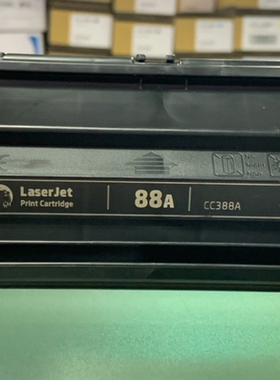 LaserJet
Print Cartridge
88A
CC388A